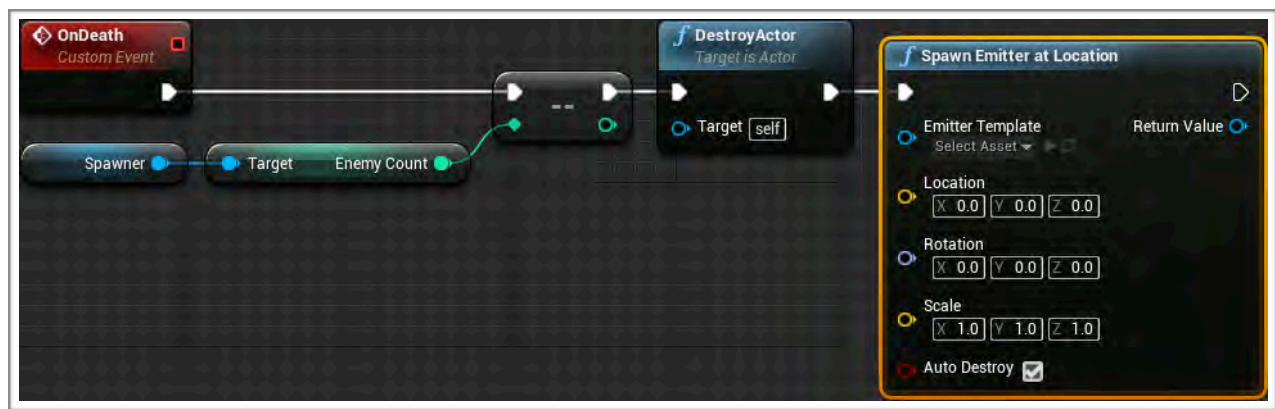 OnDeath
Custom Event
Spawner
Target Enemy Count
--
f DestroyActor
Target is Actor
Target self
f Spawn Emitter at Location
Emitter Template Return Value
Select Asset
Location
X 0.0 Y 0.0 Z 0.0
Rotation
X 0.0 Y 0.0 Z 0.0
Scale
X 1.0 Y 1.0 Z 1.0
Auto Destroy